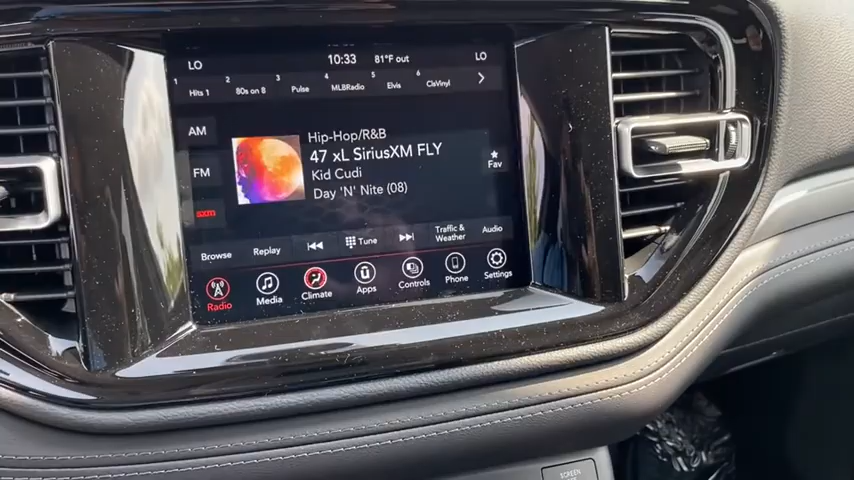 LO 10:33 81°F out LO
1 Hits 1 2 80s on 8 3 Pulse 4 MLBRadio 5 Elvis 6 CalVinyl
AM
FM
sxm
Hip-Hop/R&B
47 xL SiriusXM FLY
Kid Cudi
Day 'N' Nite (08)
Fav
Browse Replay Tune Traffic & Weather Audio
Radio Media Climate Apps Controls Phone Settings
SCREEN